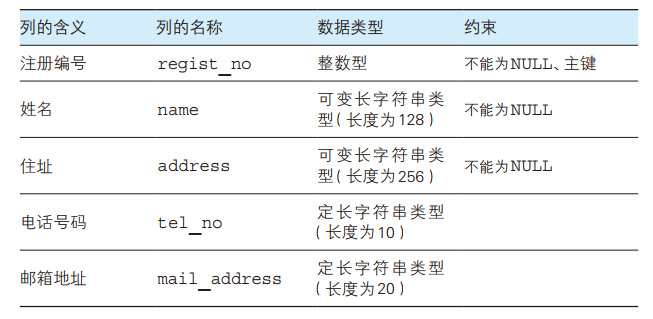 列的含义 列的名称 数据类型 约束
注册编号 regist_no 整数型 不能为NULL、主键
姓名 name 可变长字符串类型(长度为128) 不能为NULL
住址 address 可变长字符串类型(长度为256) 不能为NULL
电话号码 tel_no 定长字符串类型(长度为10)
邮箱地址 mail_address 定长字符串类型(长度为20)